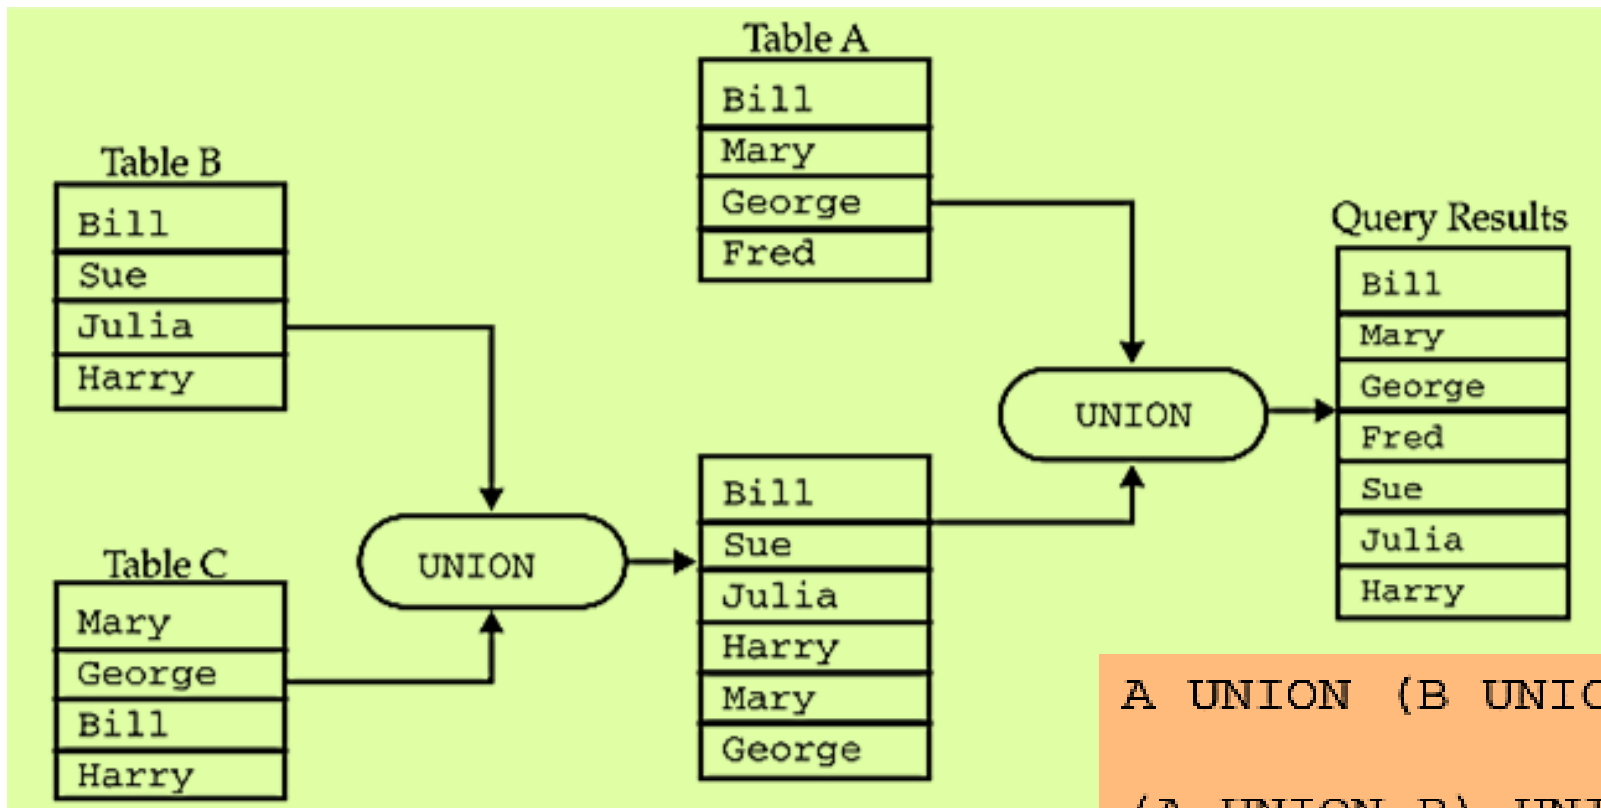 Table A
Bill
Mary
George
Fred
Table B
Bill
Sue
Julia
Harry
Table C
Mary
George
Bill
Harry
UNION
Bill
Sue
Julia
Harry
Mary
George
UNION
Query Results
Bill
Mary
George
Fred
Sue
Julia
Harry
A UNION (B
(A UNION B)